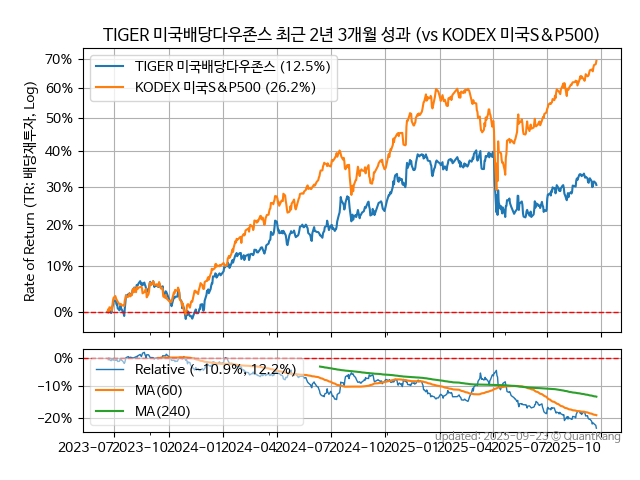 TIGER 미국배당다우존스 최근 2년 3개월 성과 (vs KODEX 미국S&P500)
70%
60%
50%
40%
30%
20%
10%
0%
Rate of Return (TR: 배당재투자, Log)
TIGER 미국배당다우존스 (12.5%)
KODEX 미국S&P500 (26.2%)
0%
−10%
−20%
Relative (−10.9%, 12.2%)
MA(60)
MA(240)
updated: 2025-09-23 © QuantKang
2023-07 2023-10 2024-01 2024-04 2024-07 2024-10 2025-01 2025-04 2025-07 2025-10